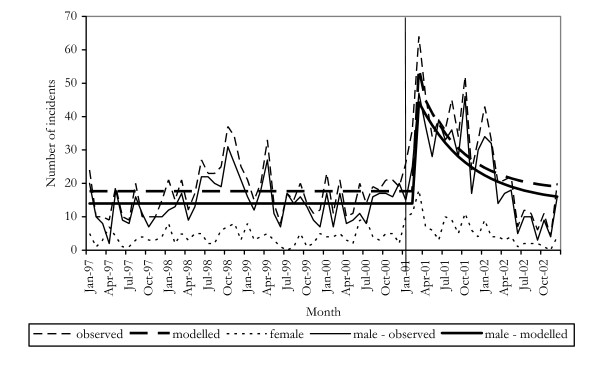 Number of incidents
70
60
50
40
30
20
10
0
Jan-97
Apr-97
Jul-97
Oct-97
Jan-98
Apr-98
Jul-98
Oct-98
Jan-99
Apr-99
Jul-99
Oct-99
Jan-00
Apr-00
Jul-00
Oct-00
Jan-01
Apr-01
Jul-01
Oct-01
Jan-02
Apr-02
Jul-02
Oct-02
Month
observed modelled female male - observed male - modelled